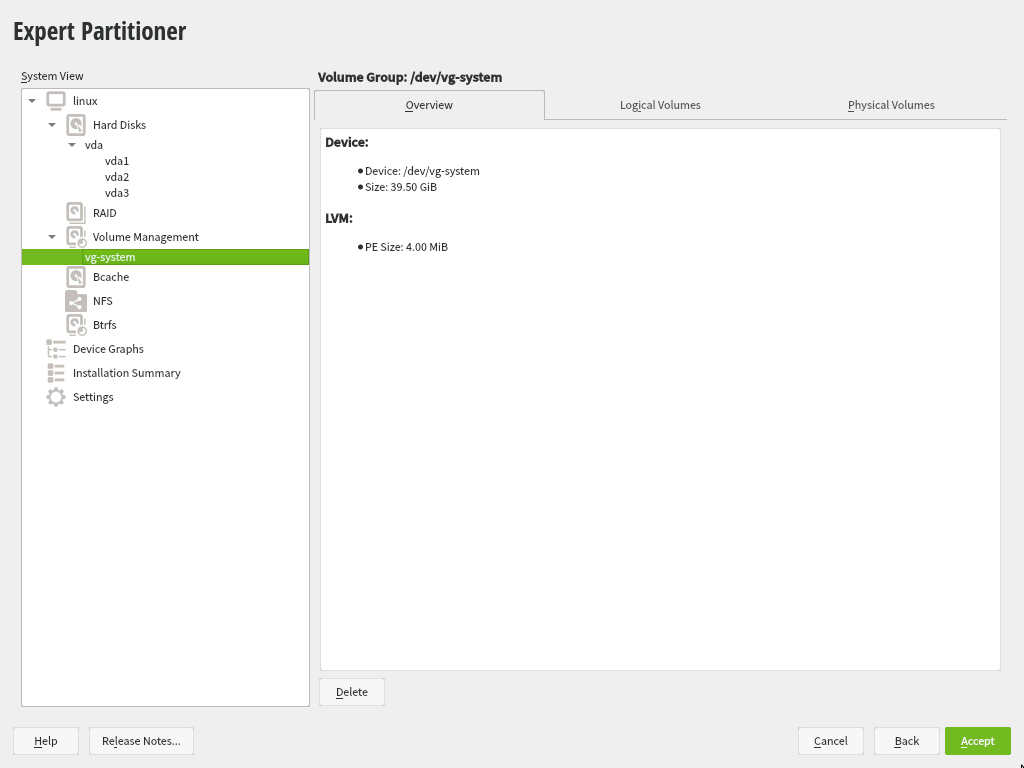 Expert Partitioner
System View
linux
Hard Disks
vda
vda1
vda2
vda3
RAID
Volume Management
vg-system
Bcache
NFS
Btrfs
Device Graphs
Installation Summary
Settings
Volume Group: /dev/vg-system
Overview
Logical Volumes
Physical Volumes
Device:
● Device: /dev/vg-system
● Size: 39.50 GiB
LVM:
● PE Size: 4.00 MiB
Delete
Help
Release Notes...
Cancel
Back
Accept